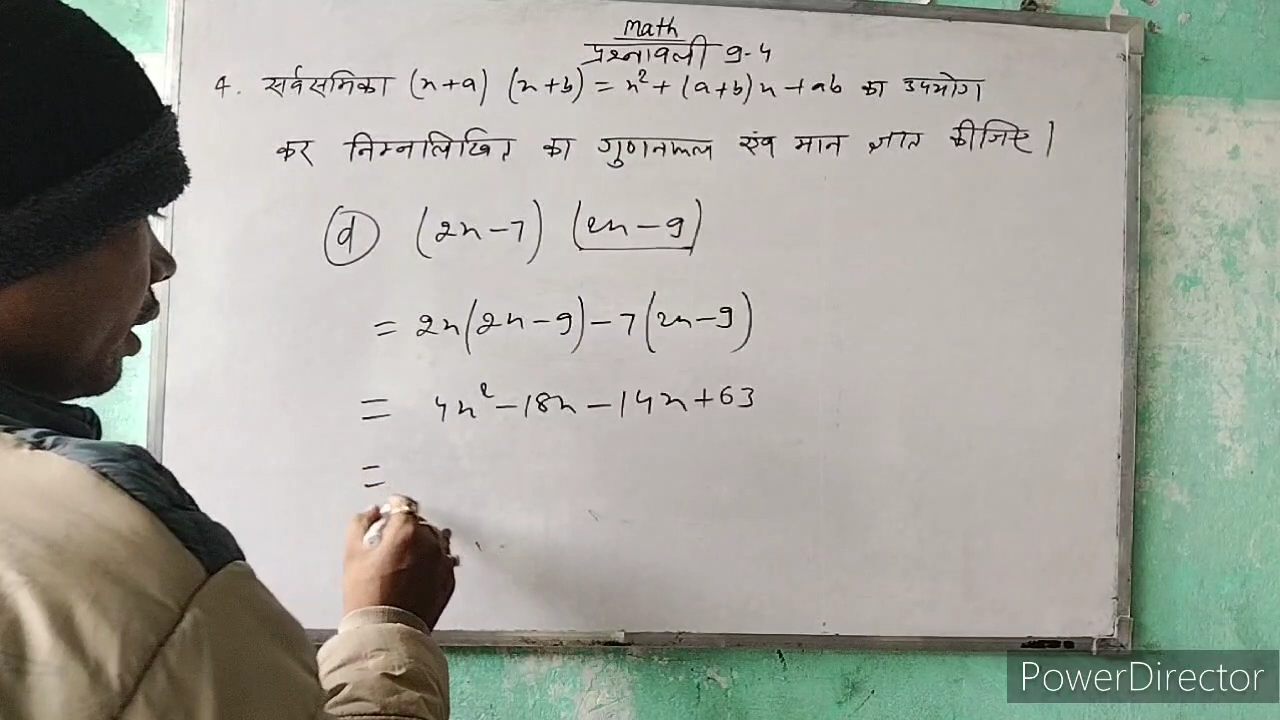 Math
प्रश्नावली 9.4
4. सर्वसमिका (x+a) (x+b) = x² + (a+b)x + ab का उपयोग
कर निम्नलिखित का गुणनफल एंव मान ज्ञात कीजिए।
(d) (2x-7) (2x-9)
= 2x(2x-9)-7(2x-9)
= 4x²-18x-14x+63
=
PowerDirector